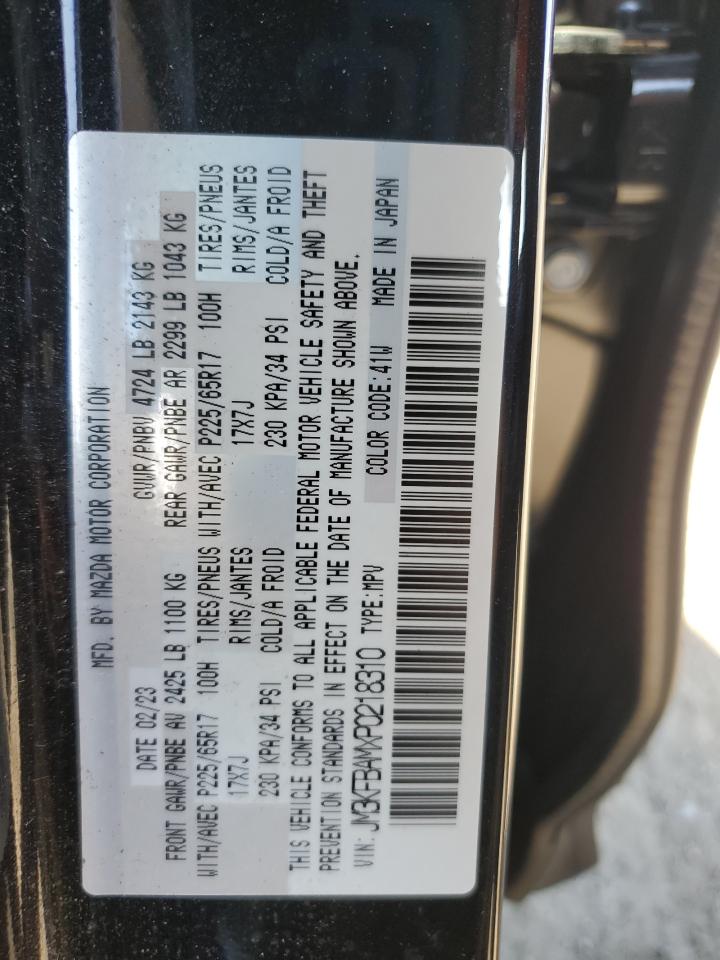 MFD. BY MAZDA MOTOR CORPORATION
DATE 02/23 GVWR/PNBV 4724 LB 2143 KG
FRONT GAWR/PNBE AV 2425 LB 1100 KG REAR GAWR/PNBE AR 2299 LB 1043 KG
WITH/AVEC P225/65R17 100H TIRES/PNEUS WITH/AVEC P225/65R17 100H TIRES/PNEUS
17X7J RIMS/JANTES 17X7J RIMS/JANTES
230 KPA/34 PSI COLD/A FROID 230 KPA/34 PSI COLD/A FROID
THIS VEHICLE CONFORMS TO ALL APPLICABLE FEDERAL MOTOR VEHICLE SAFETY AND THEFT
PREVENTION STANDARDS IN EFFECT ON THE DATE OF MANUFACTURE SHOWN ABOVE.
VIN: JM3KFBAMXP0218310 TYPE:MPV COLOR CODE:41W MADE IN JAPAN